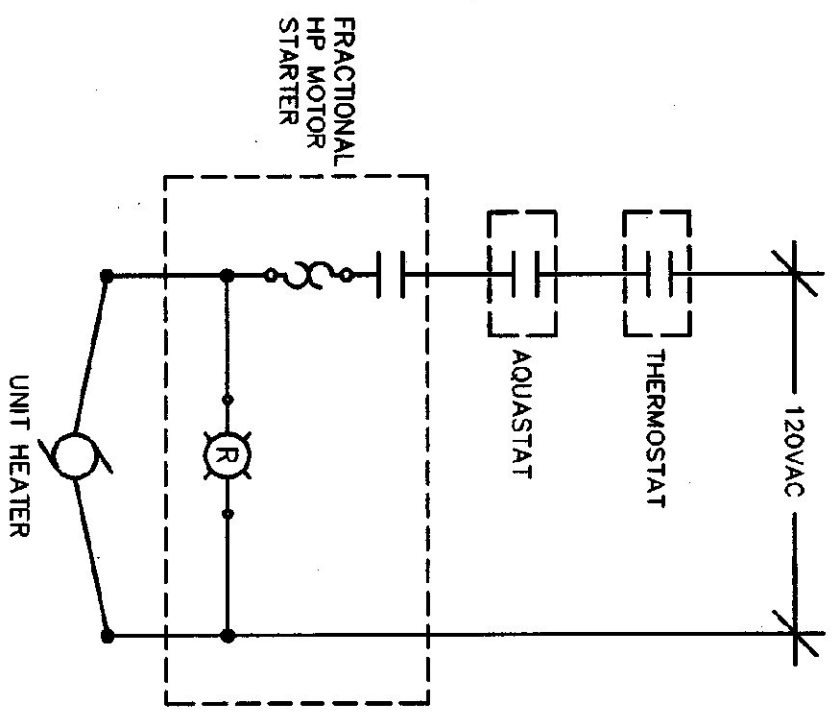 120VAC
THERMOSTAT
AQUASTAT
FRACTIONAL
HP MOTOR
STARTER
R
UNIT HEATER